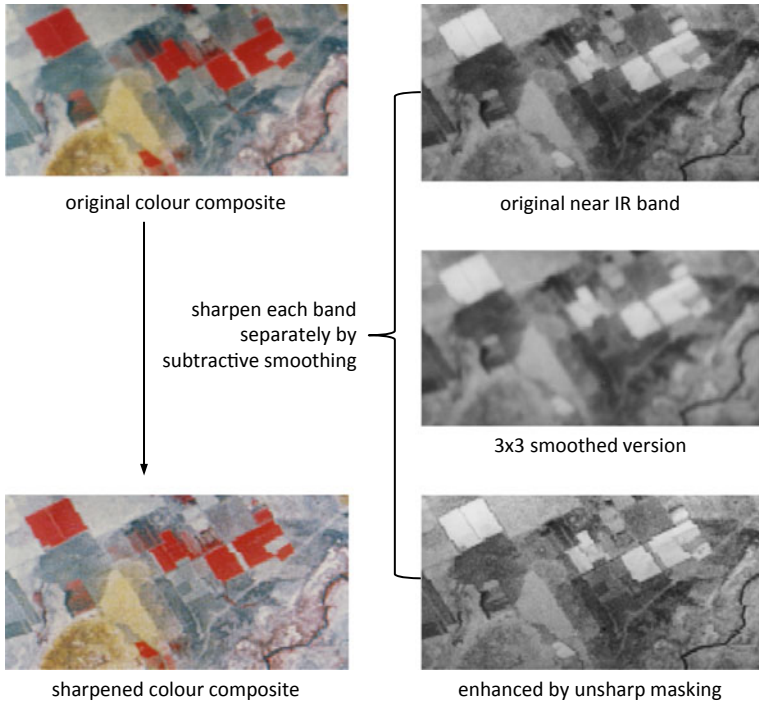 original colour composite
original near IR band
sharpen each band
separately by
subtractive smoothing
3x3 smoothed version
sharpened colour composite
enhanced by unsharp masking